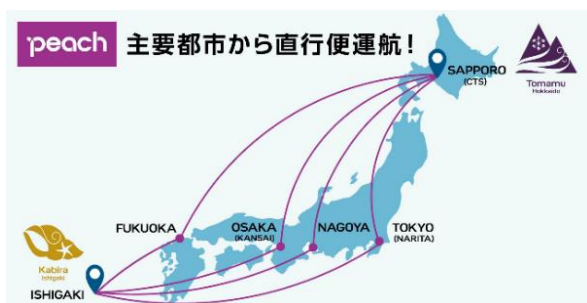 peach 主要都市から直行便運航!
SAPPORO
(CTS)
Tomamu
Hokkaido
FUKUOKA
OSAKA
(KANSAI)
NAGOYA
TOKYO
(NARITA)
Kabira
Ishigaki
ISHIGAKI